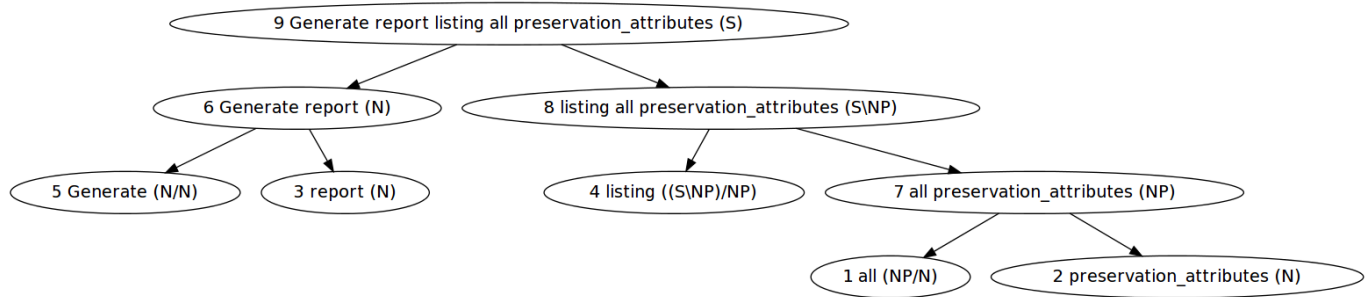 9 Generate report listing all preservation_attributes (S)
6 Generate report (N)
8 listing all preservation_attributes (S\NP)
5 Generate (N/N)
3 report (N)
4 listing ((S\NP)/NP)
7 all preservation_attributes (NP)
1 all (NP/N)
2 preservation_attributes (N)